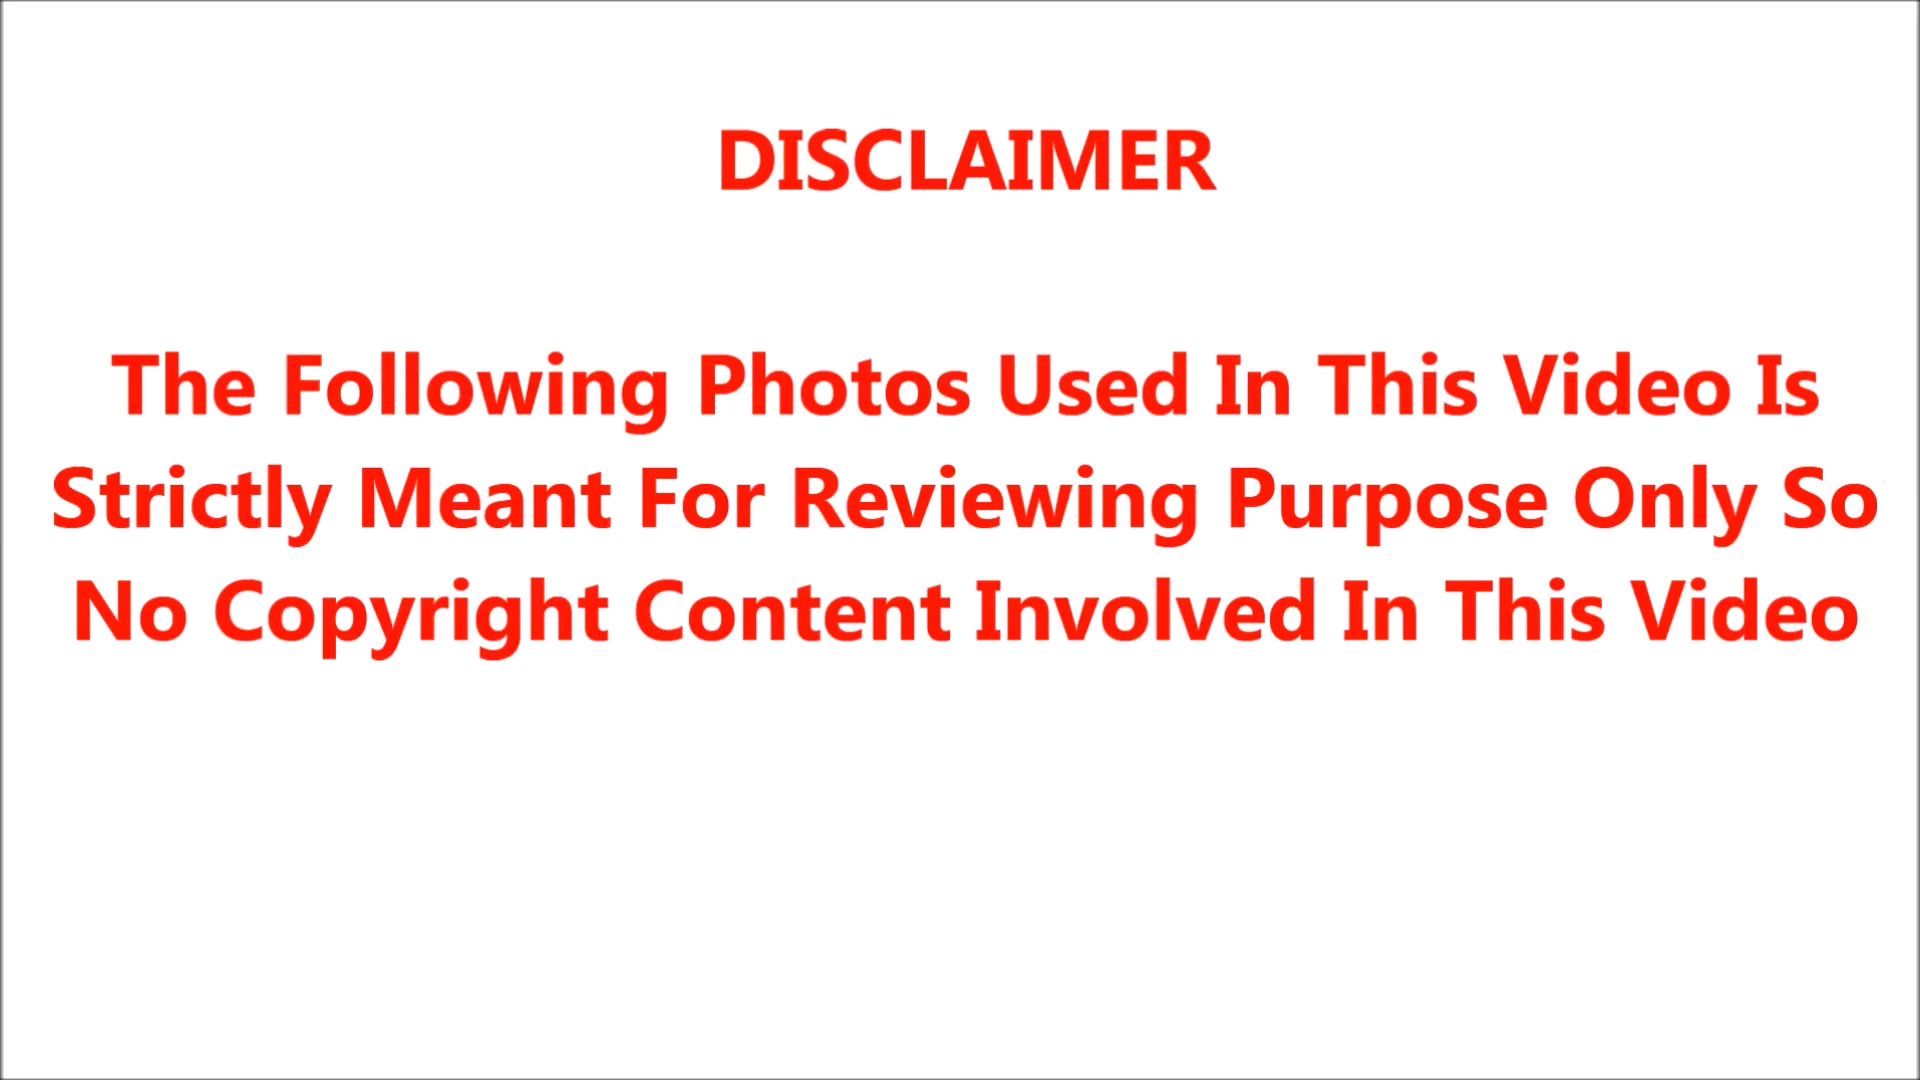 DISCLAIMER
The Following Photos Used In This Video Is
Strictly Meant For Reviewing Purpose Only So
No Copyright Content Involved In This Video